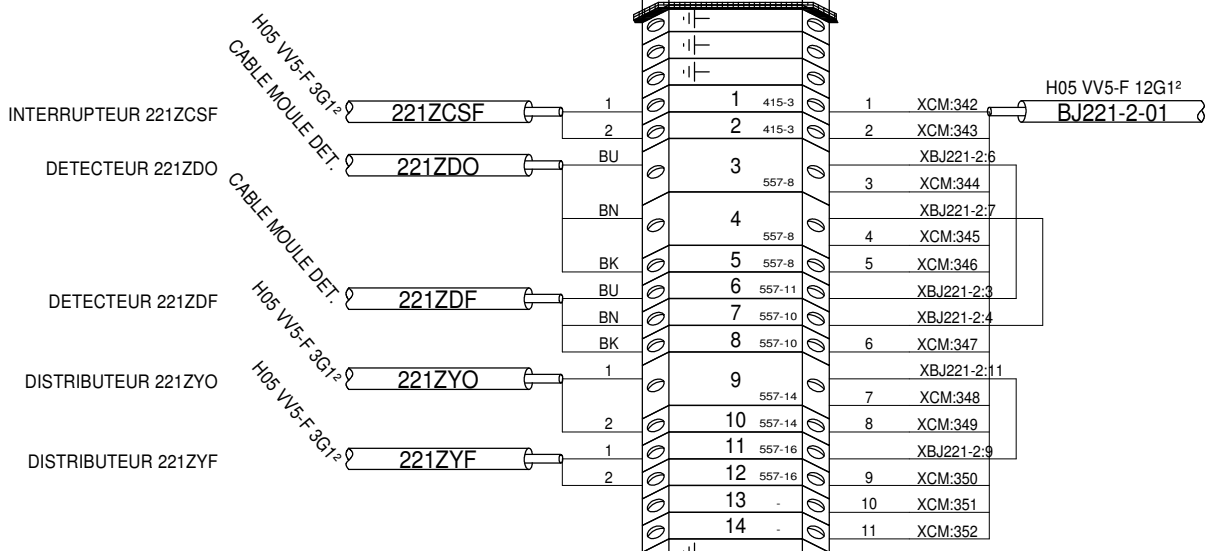 H05 VV5-F 3G1²
CABLE MOULE DET.
INTERRUPTEUR 221ZCSF
221ZCSF
1
1 415-3
1 XCM:342
H05 VV5-F 12G1²
BJ221-2-01
2
2 415-3
2 XCM:343
DETECTEUR 221ZDO
221ZDO
BU
3 557-8
XBJ221-2:6
3 XCM:344
CABLE MOULE DET.
BN
4 557-8
XBJ221-2:7
4 XCM:345
BK
5 557-8
5 XCM:346
DETECTEUR 221ZDF
221ZDF
BU
6 557-11
XBJ221-2:3
BN
7 557-10
XBJ221-2:4
H05 VV5-F 3G1²
BK
8 557-10
6 XCM:347
DISTRIBUTEUR 221ZYO
221ZYO
1
9 557-14
XBJ221-2:11
7 XCM:348
H05 VV5-F 3G1²
2
10 557-14
8 XCM:349
DISTRIBUTEUR 221ZYF
221ZYF
1
11 557-16
XBJ221-2:9
2
12 557-16
9 XCM:350
13 -
10 XCM:351
14 -
11 XCM:352